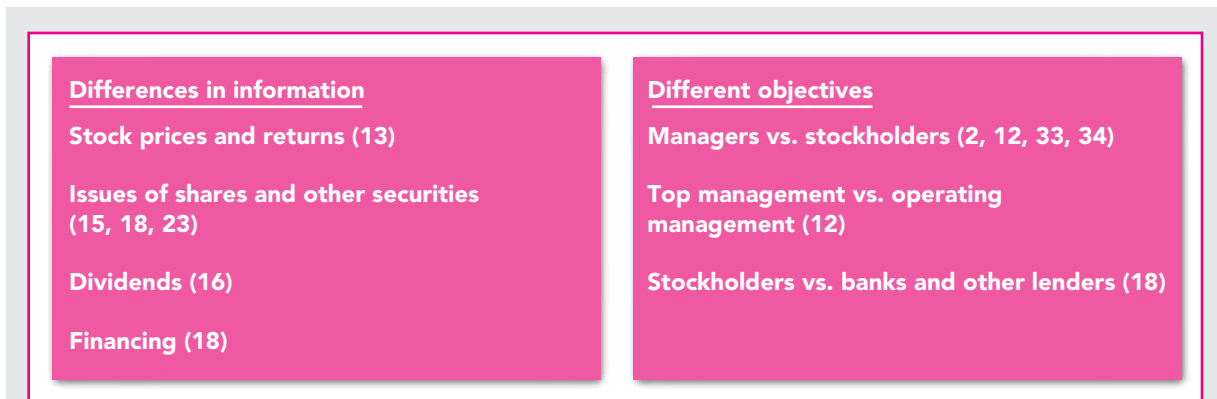 Differences in information
Stock prices and returns (13)
Issues of shares and other securities
(15, 18, 23)
Dividends (16)
Financing (18)
Different objectives
Managers vs. stockholders (2, 12, 33, 34)
Top management vs. operating
management (12)
Stockholders vs. banks and other lenders (18)